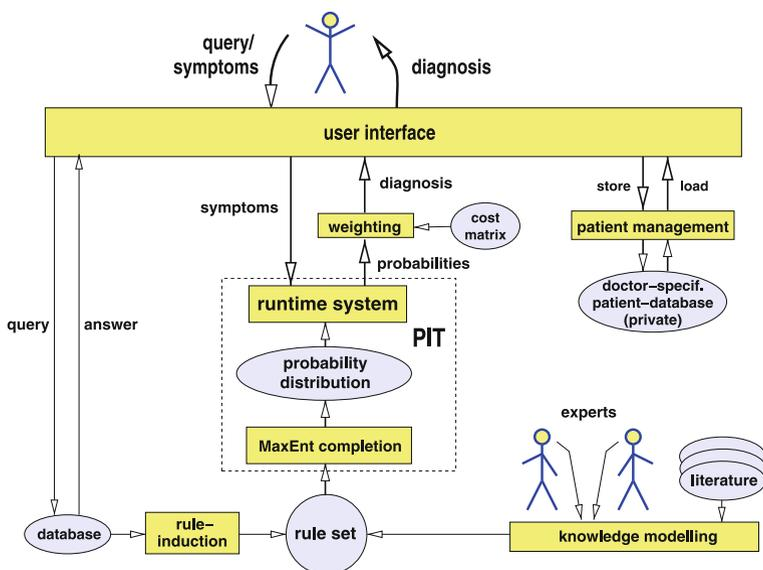 query/
symptoms
diagnosis
user interface
symptoms
diagnosis
store
load
weighting
cost
matrix
patient management
probabilities
doctor–specif.
patient–database
(private)
runtime system
query
answer
PIT
probability
distribution
experts
MaxEnt completion
literature
database
rule–
induction
rule set
knowledge modelling